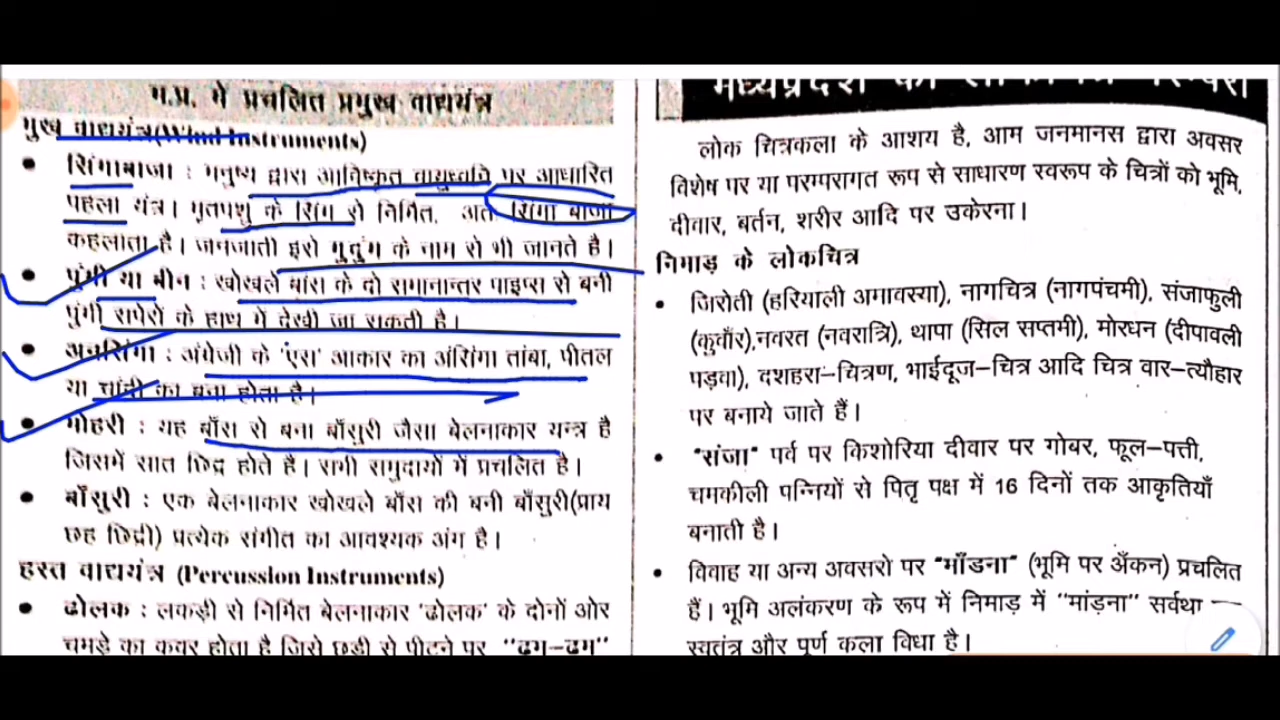 म.प्र. में प्रचलित प्रमुख वाद्ययंत्र
मुख वाद्ययंत्र(Wind Instruments)
सिंगाबाजा : मनुष्य द्वारा आविष्कृत वायुध्वनि पर आधारित
पहला यंत्र। मृतपशु के सिंग से निर्मित, अतः सिंगा बाजा
कहलाता है। जनजाती इसे के नाम से भी जानते है।
पुंगी या बीन : खोखले बांस के दो समानान्तर पाइप्स से बनी
पुंगी सपेरों के हाथ में देखी जा सकती है।
: अंग्रेजी के 'एस' आकार का अंसिंगा तांबा, पीतल
या चांदी का बना होता है।
मोहरी : यह बाँस से बना बाँसुरी जैसा बेलनाकार यन्त्र है
जिसमें सात छिद्र होते है। सभी समुदायों में प्रचलित है।
बाँसुरी : एक बेलनाकार खोखले बाँस की बनी बाँसुरी(प्राय
छह छिद्री) प्रत्येक संगीत का आवश्यक अंग है।
हस्त वाद्ययंत्र (Percussion Instruments)
ढोलक : लकड़ी से निर्मित बेलनाकार 'ढोलक' के दोनों ओर
चमड़े का कवर होता है जिसे छड़ी से पीटने पर "ढग-ढम"
मध्यप्रदेश की
लोक चित्रकला के आशय है, आम जनमानस द्वारा अवसर
विशेष पर या परम्परागत रूप से साधारण स्वरूप के चित्रों को भूमि,
दीवार, बर्तन, शरीर आदि पर उकेरना।
निमाड़ के लोकचित्र
जिरोती (हरियाली अमावस्या), नागचित्र (नागपंचमी), संजाफुली
(कुवाँर),नवरत (नवरात्रि), थापा (सिल सप्तमी), मोरधन (दीपावली
पड़वा), दशहरा-चित्रण, भाईदूज-चित्र आदि चित्र वार-त्यौहार
पर बनाये जाते हैं।
"संजा" पर्व पर किशोरिया दीवार पर गोबर, फूल-पत्ती,
चमकीली पन्नियों से पितृ पक्ष में 16 दिनों तक आकृतियाँ
बनाती है।
विवाह या अन्य अवसरो पर "माँडना" (भूमि पर अँकन) प्रचलित
हैं। भूमि अलंकरण के रूप में निमाड़ में "मांड़ना" सर्वथा
स्वतंत्र और पूर्ण कला विधा है।